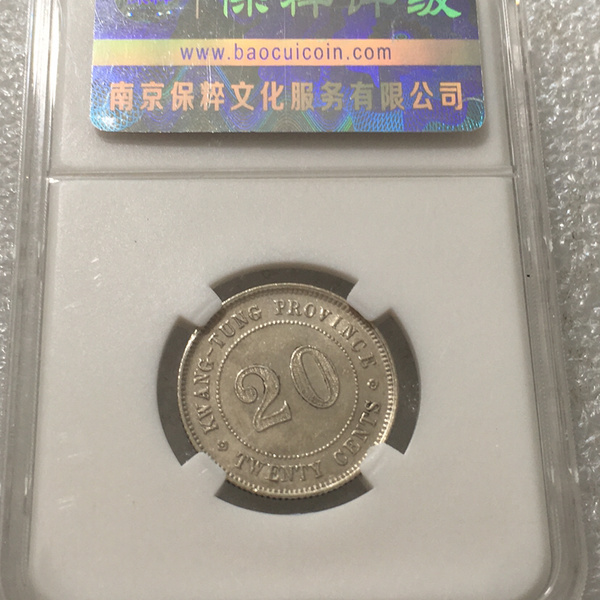 保粹评级
www.baocuicoin.com
南京保粹文化服务有限公司
KWANG-TUNG PROVINCE
20
TWENTY CENTS